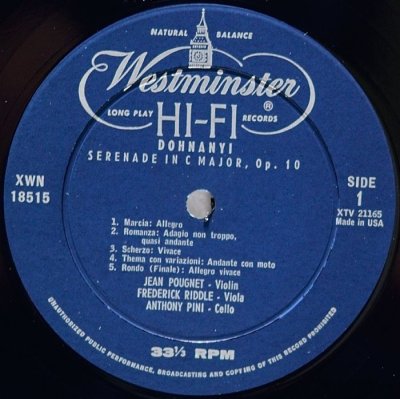 NATURAL BALANCE
Westminster
LONG PLAY HI-FI ® RECORDS
DOHNANYI
SERENADE IN C MAJOR, Op. 10
XWN
18515
SIDE
1
XTV 21165
Made in USA
1. Marcia: Allegro
2. Romanza: Adagio non troppo,
quasi andante
3. Scherzo: Vivace
4. Thema con variazioni: Andante con moto
5. Rondo (Finale): Allegro vivace
JEAN POUGNET - Violin
FREDERICK RIDDLE - Viola
ANTHONY PINI - Cello
33⅓ RPM
UNAUTHORIZED PUBLIC PERFORMANCE, BROADCASTING AND COPYING OF THIS RECORD PROHIBITED